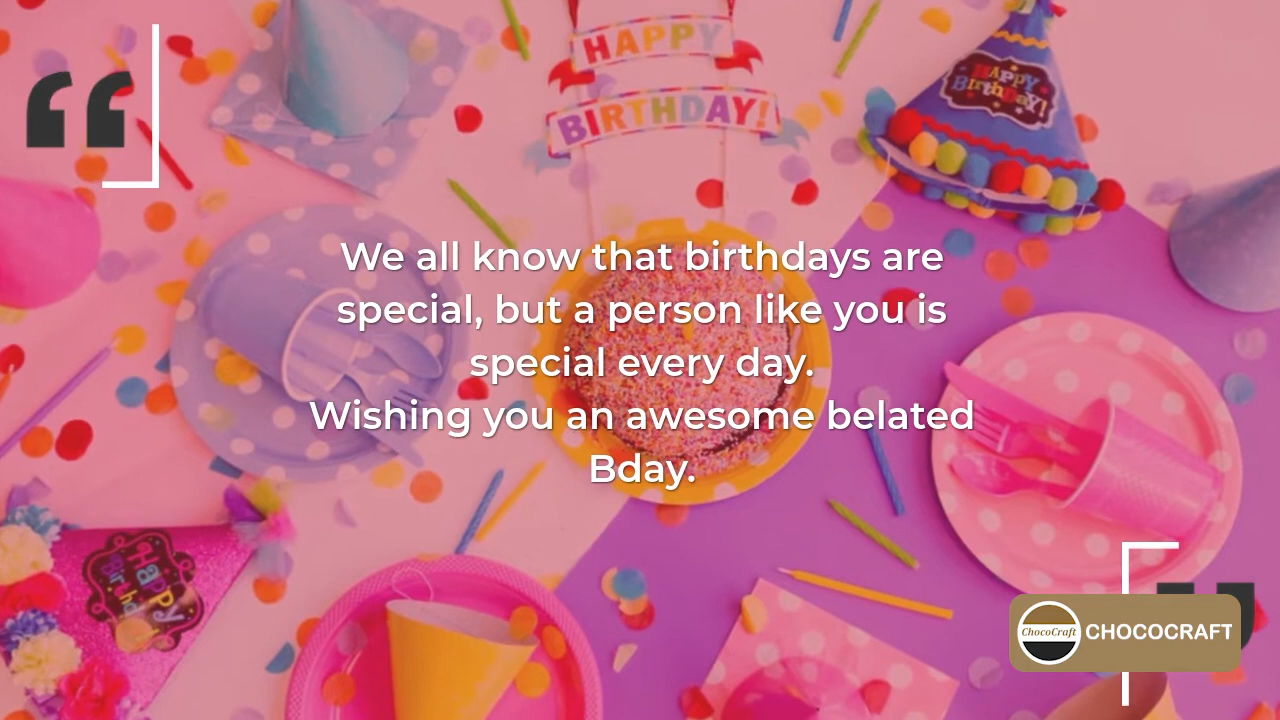 HAPPY
BIRTHDAY!
HAPPY
Birthday!
We all know that birthdays are
special, but a person like you is
special every day.
Wishing you an awesome belated
Bday.
Happy
ChocoCraft CHOCOCRAFT